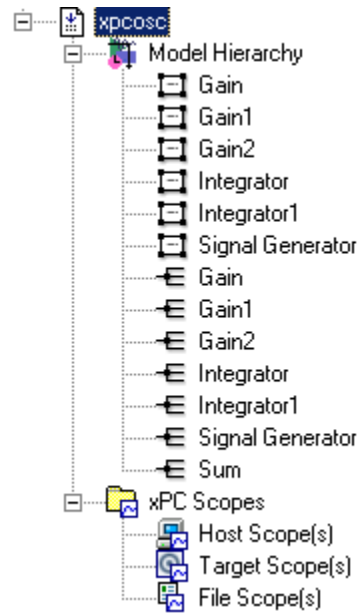 xpcosc
Model Hierarchy
Gain
Gain1
Gain2
Integrator
Integrator1
Signal Generator
Gain
Gain1
Gain2
Integrator
Integrator1
Signal Generator
Sum
xPC Scopes
Host Scope(s)
Target Scope(s)
File Scope(s)